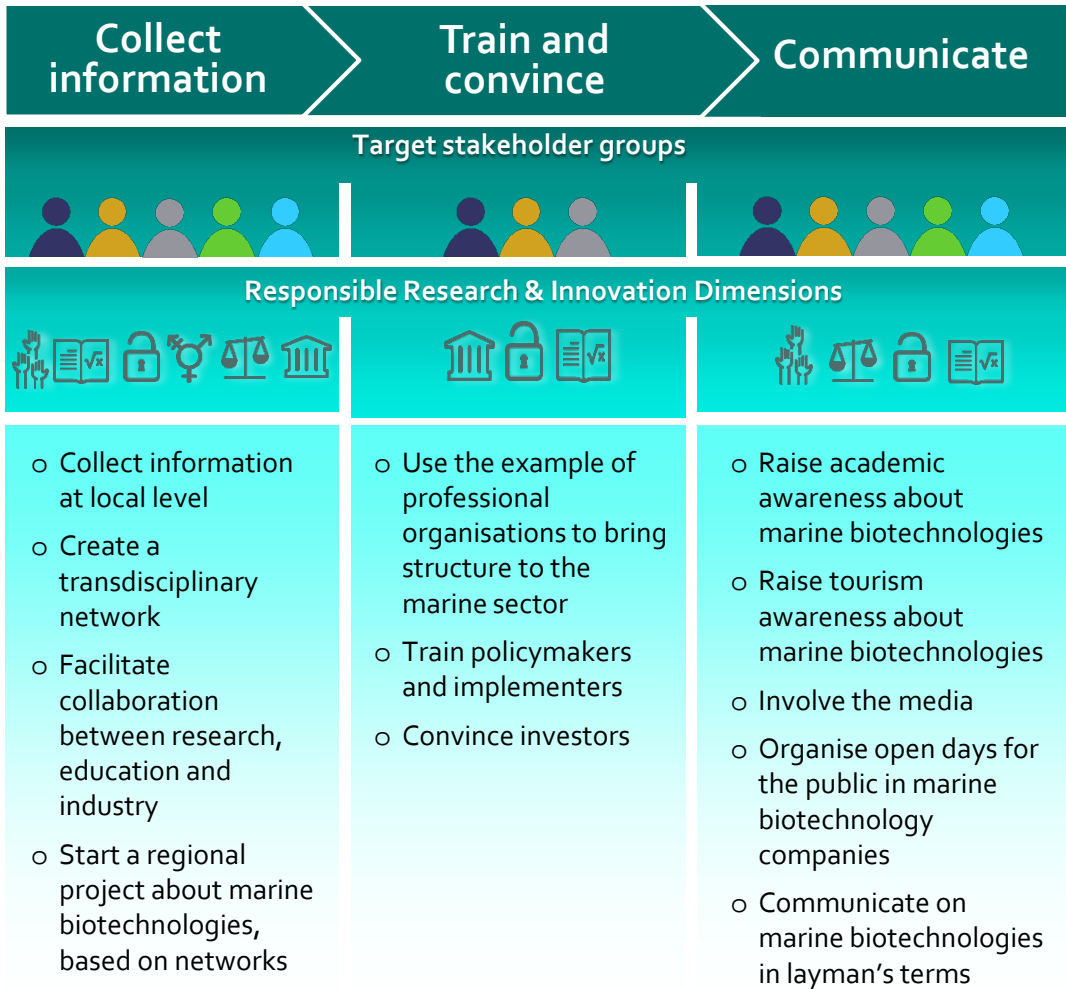 Collect
information
Train and
convince
Communicate
Target stakeholder groups
Responsible Research & Innovation Dimensions
√x
√x
√x
o Collect information
at local level
o Create a
transdisciplinary
network
o Facilitate
collaboration
between research,
education and
industry
o Start a regional
project about marine
biotechnologies,
based on networks
o Use the example of
professional
organisations to bring
structure to the
marine sector
o Train policymakers
and implementers
o Convince investors
o Raise academic
awareness about
marine biotechnologies
o Raise tourism
awareness about
marine biotechnologies
o Involve the media
o Organise open days for
the public in marine
biotechnology
companies
o Communicate on
marine biotechnologies
in layman's terms